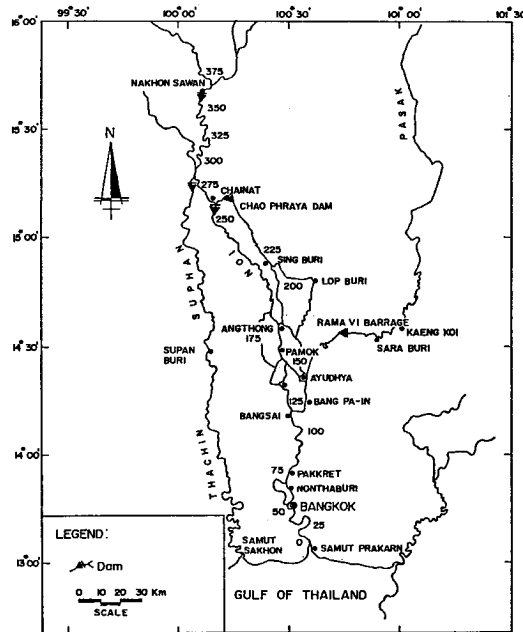 99°30'
100°00'
100°30'
101°00'
101°30'
16°00'
375
NAKHON SAWAN
350
325
15°30'
300
N
275
CHAINAT
CHAO PHRAYA DAM
250
15°00'
225
SING BURI
200
LOP BURI
NOI
SUPHAN
PASAK
RAMA VI BARRAGE
ANGTHONG
175
KAENG KOI
SARA BURI
14°30'
SUPAN
BURI
PAMOK
150
AYUDHYA
125
BANG PA-IN
BANGSAI
100
14°00'
THACHIN
75
PAKKRET
NONTHABURI
50
BANGKOK
25
LEGEND:
Dam
SAMUT
SAKHON
0
SAMUT PRAKARN
13°00'
0 10 20 30 Km
SCALE
GULF OF THAILAND